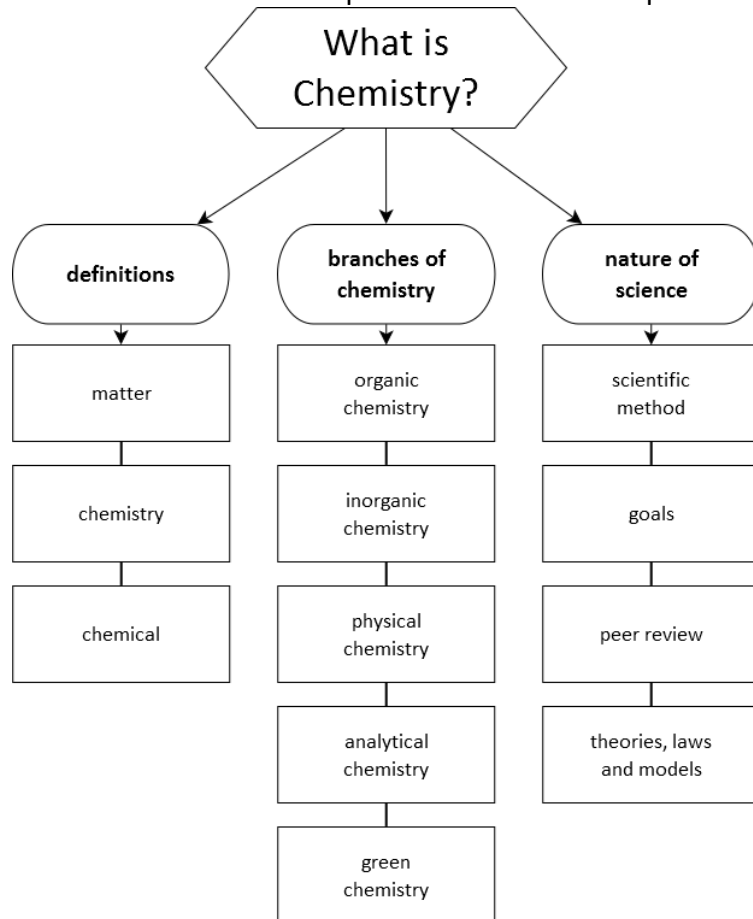 What is
Chemistry?
definitions
matter
chemistry
chemical
branches of
chemistry
organic
chemistry
inorganic
chemistry
physical
chemistry
analytical
chemistry
green
chemistry
nature of
science
scientific
method
goals
peer review
theories, laws
and models